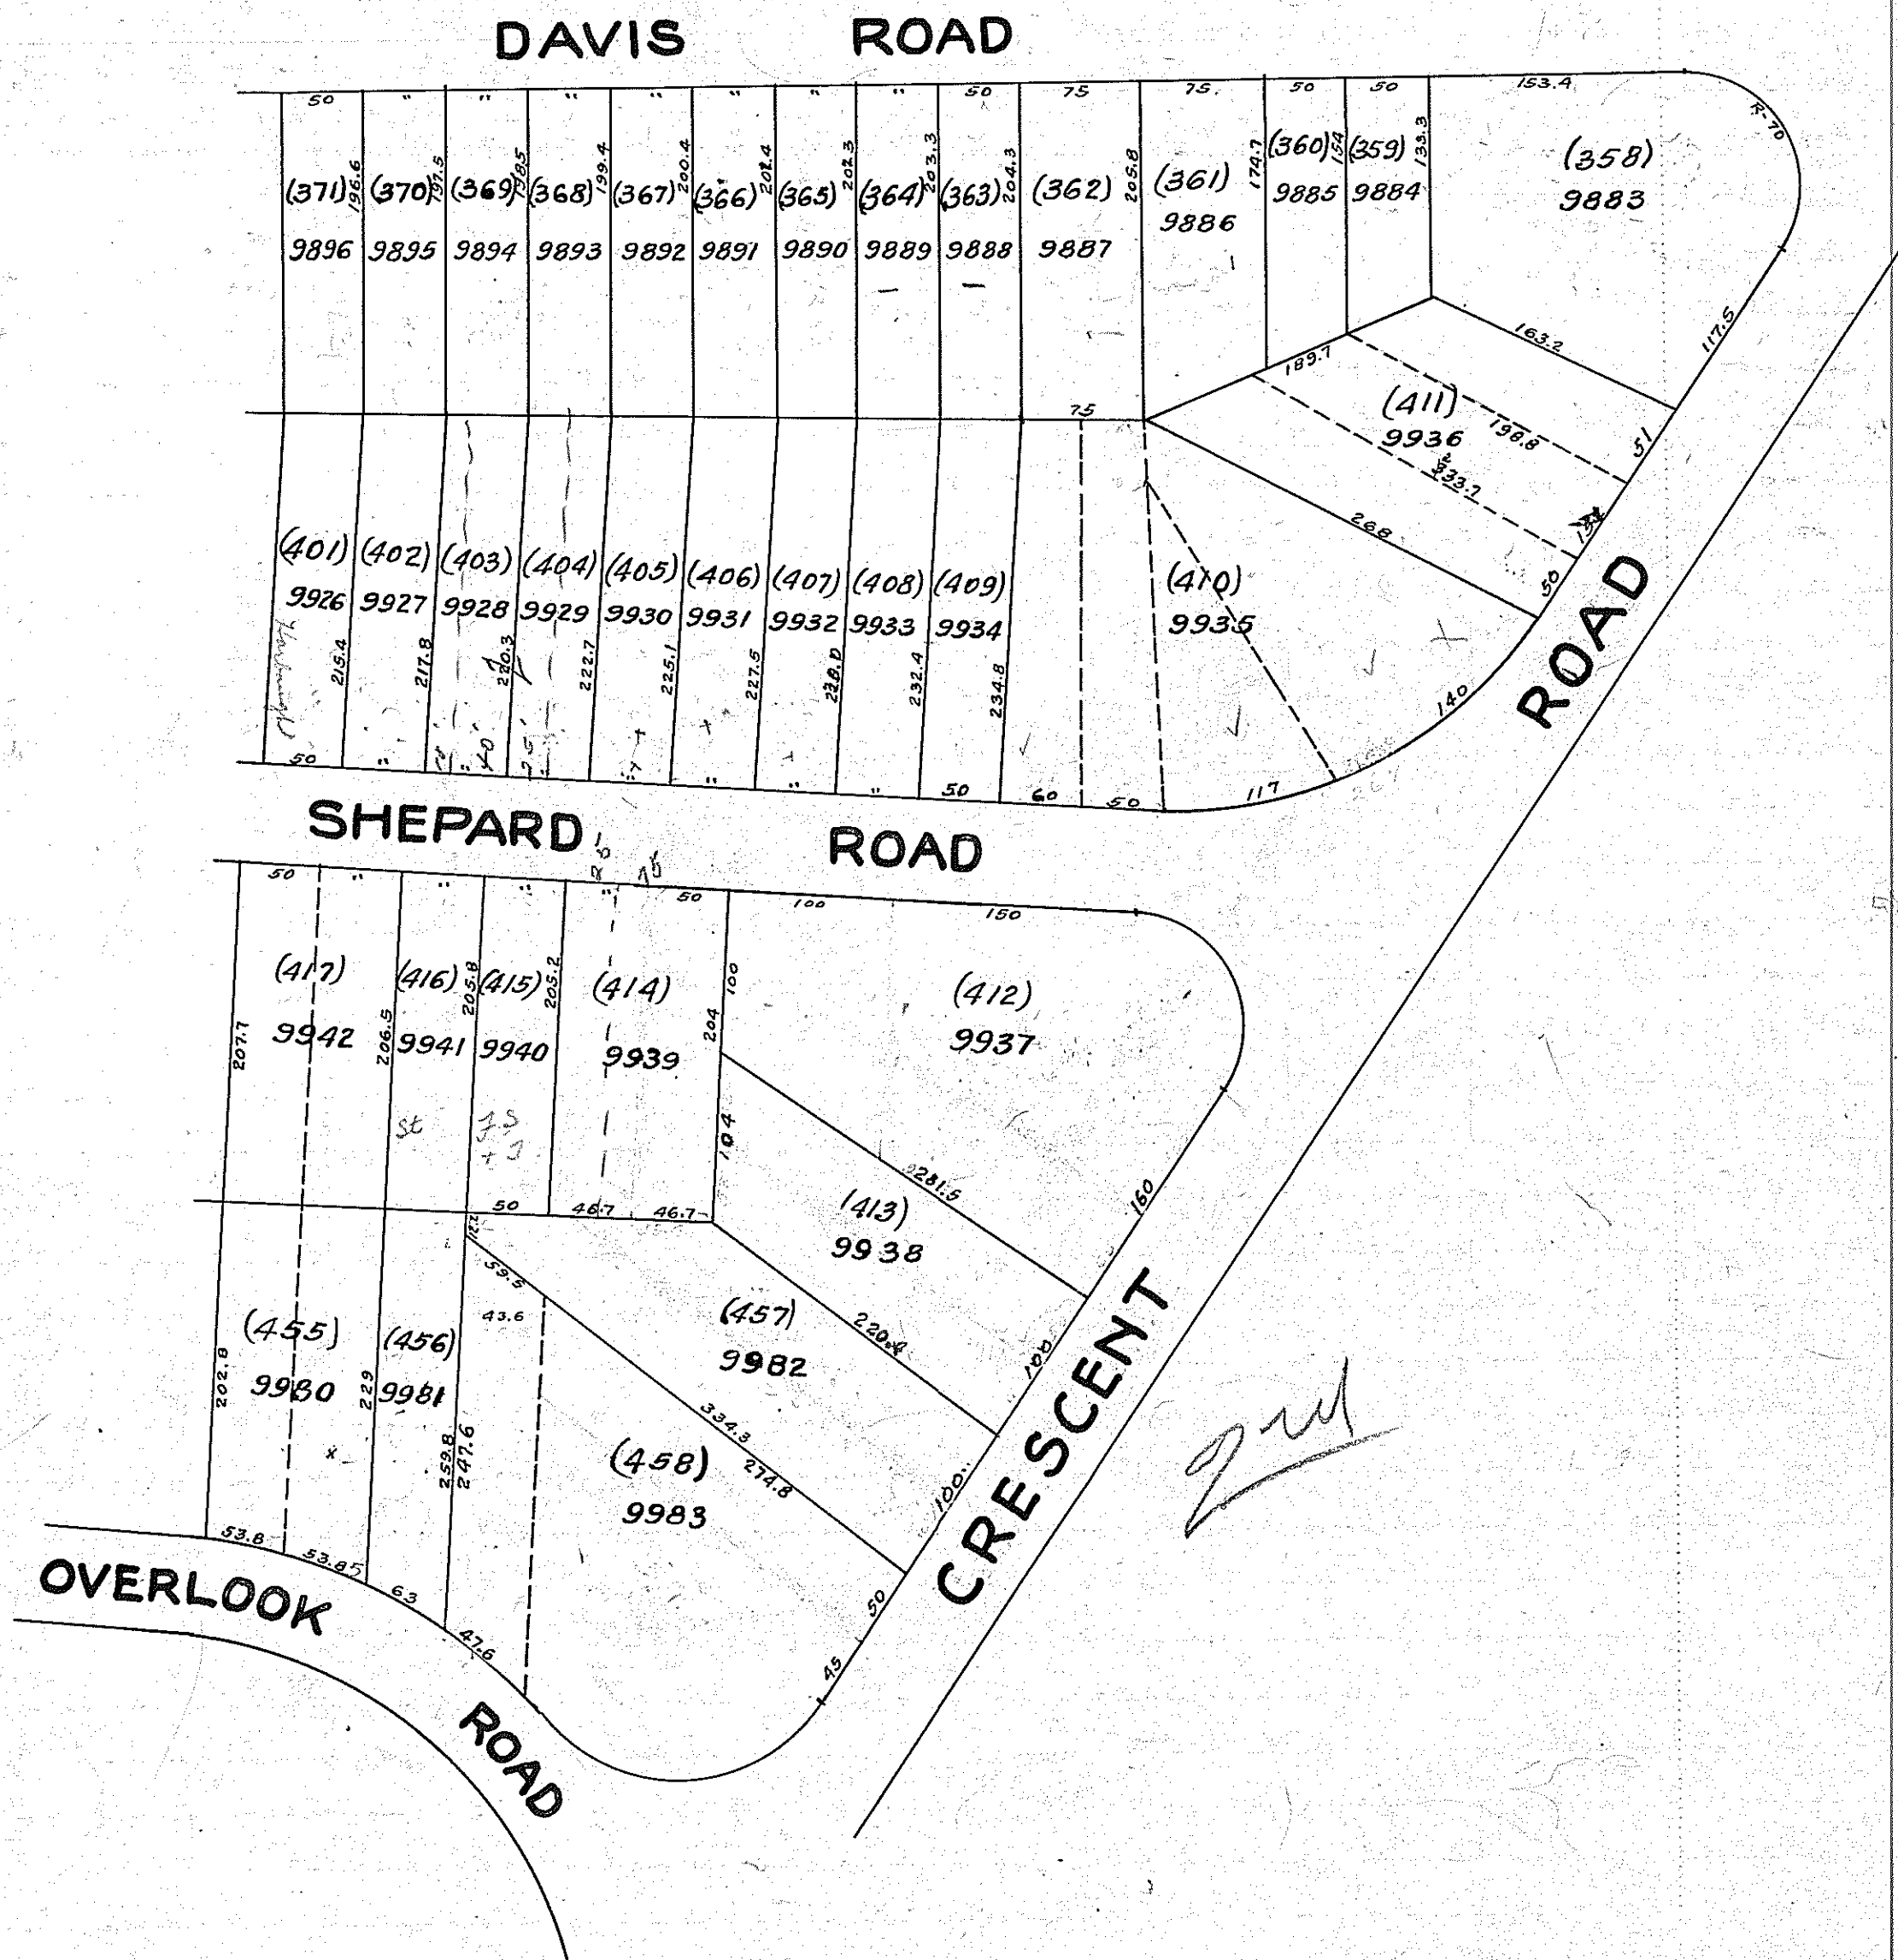 DAVIS ROAD
50 " " " " " " " 50 75 75. 50 50 153.4
R-70
(371) 196.6 (370) 197.5 (369) 198.5 (368) 199.4 (367) 200.4 (366) 201.4 (365) 202.3 (364) 203.3 (363) 204.3 (362) 205.8 (361) 174.7 (360) 154 (359) 133.3 (358)
9896 9895 9894 9893 9892 9891 9890 9889 9888 9887 9886 9885 9884 9883
117.5
163.2
189.7
75
(411)
9936
198.8
51
233.7
268
50
(401) (402) (403) (404) (405) (406) (407) (408) (409) (410)
9926 9927 9928 9929 9930 9931 9932 9933 9934 9935
215.4 217.8 220.3 222.7 225.1 227.5 232.4 234.8
140
ROAD
50 " " " " " " 50 60 50 117
SHEPARD ROAD
50 " " " " 50 100 150
(417) (416) 205.8 (415) 205.2 (414) 100 (412)
207.7 9942 206.5 9941 9940 9939 204 9937
St
104
281.5
160
50 46.7 46.7
(413)
9938
59.5
43.6
(457)
9982
220.4
100
(455) (456)
202.8 9980 229 9981
334.3
274.8
259.8
247.6
(458)
9983
100
CRESCENT
53.8 53.85 63 47.6
50
45
OVERLOOK
ROAD